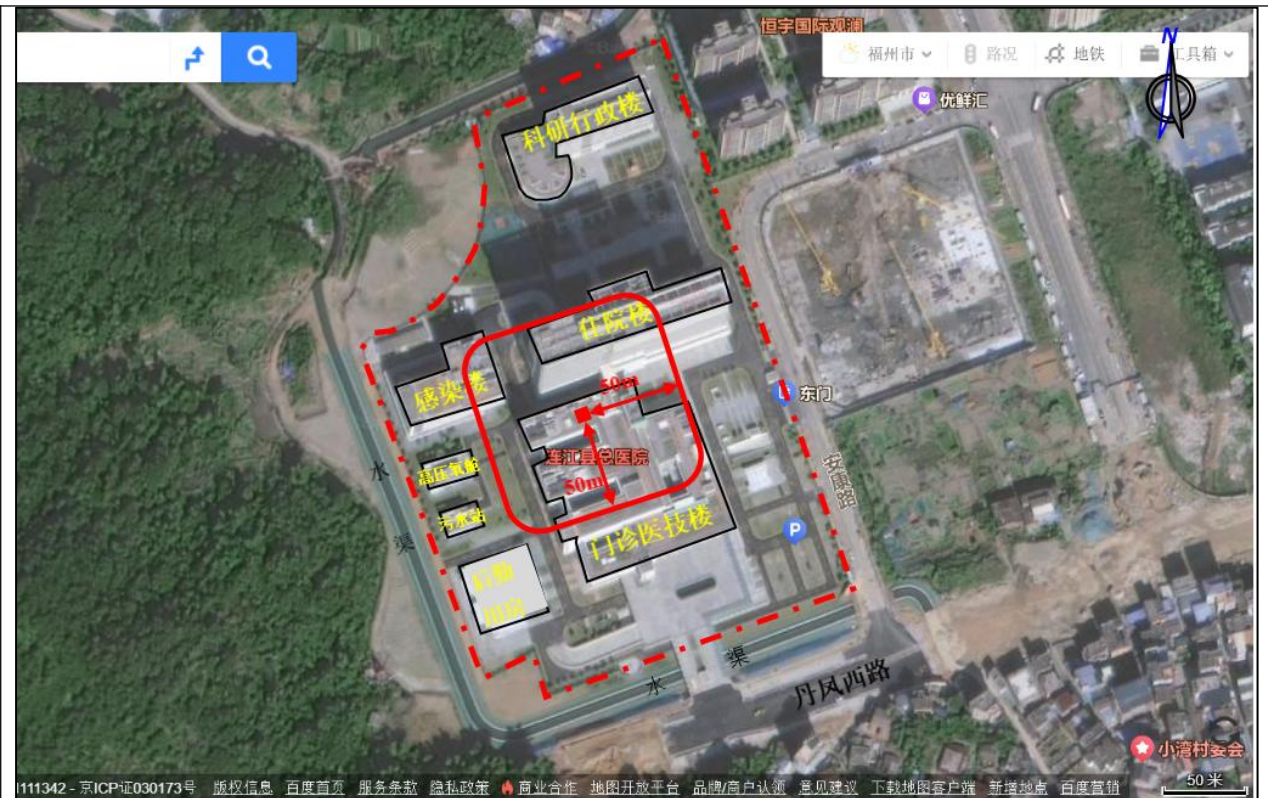 恒宇国际观澜
N
福州市
路况
地铁
工具箱
优鲜汇
科研行政楼
住院楼
感染楼
50m
东门
连江县总医院
高压氧舱
50m
水
渠
污水站
门诊医技楼
P
后勤
用房
渠
水
丹凤西路
小湾村委会
50 米
1111342 - 京ICP证030173号 版权信息 百度首页 服务条款 隐私政策 商业合作 地图开放平台 品牌/商户认领 意见建议 下载地图客户端 新增地点 百度营销